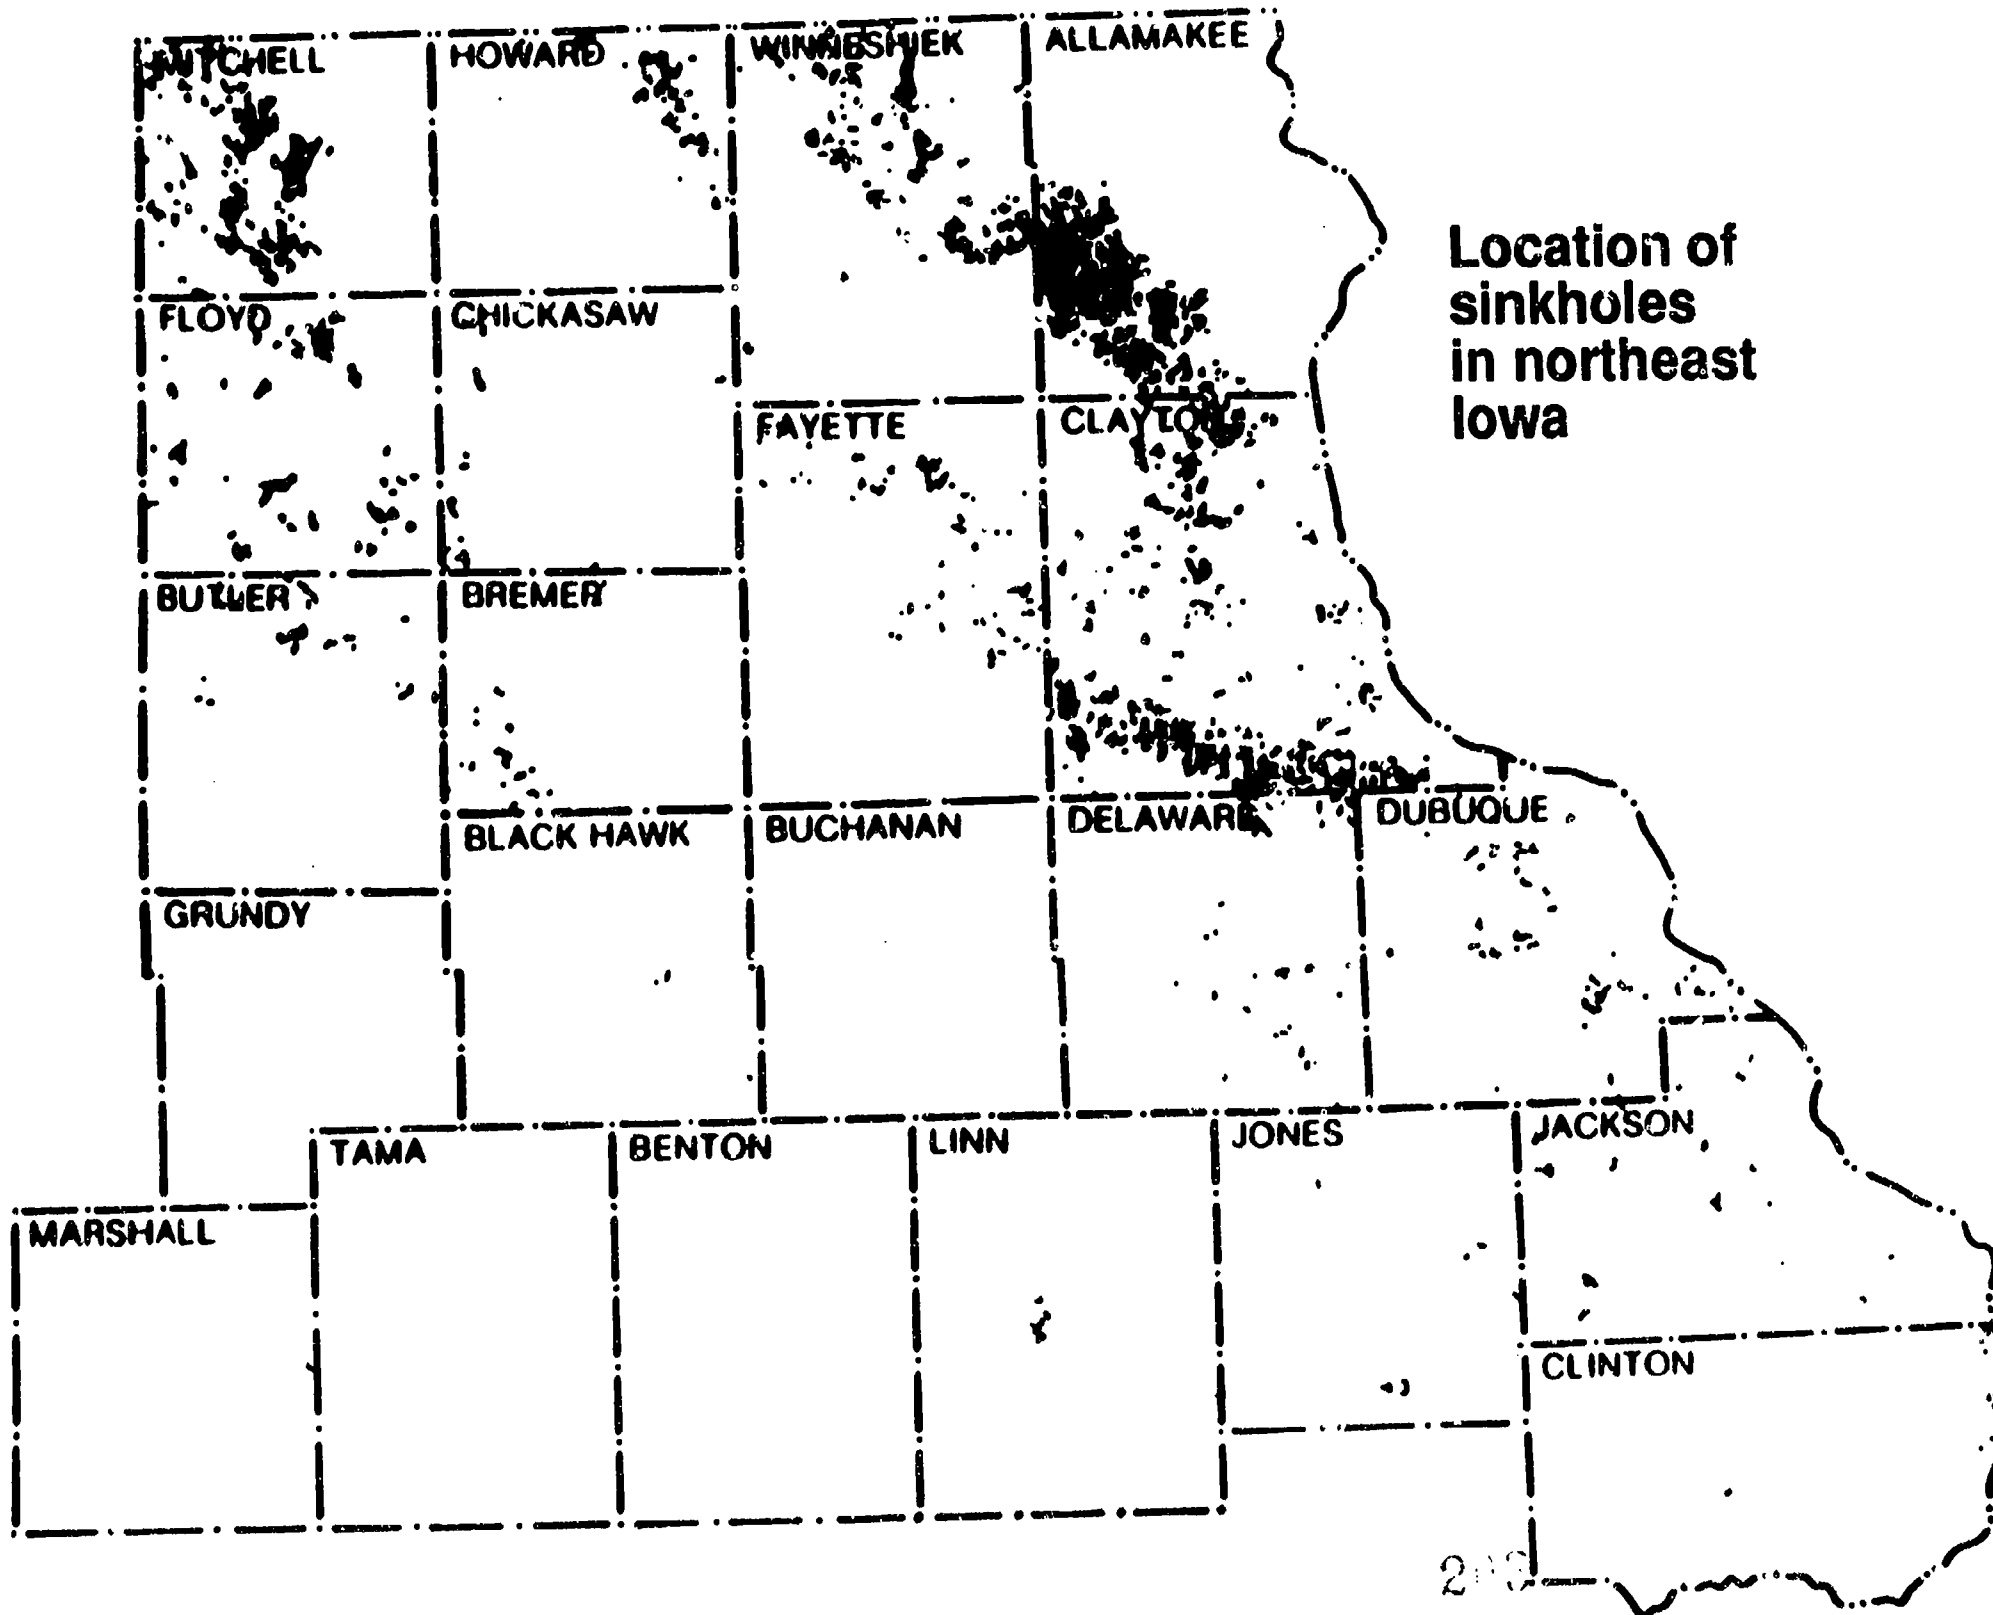 MITCHELL
HOWARD
WINNESHIEK
ALLAMAKEE
Location of
sinkholes
in northeast
Iowa
FLOYD
CHICKASAW
FAYETTE
CLAYTON
BUTLER
BREMER
BLACK HAWK
BUCHANAN
DELAWARE
DUBUQUE
GRUNDY
TAMA
BENTON
LINN
JONES
JACKSON
MARSHALL
CLINTON